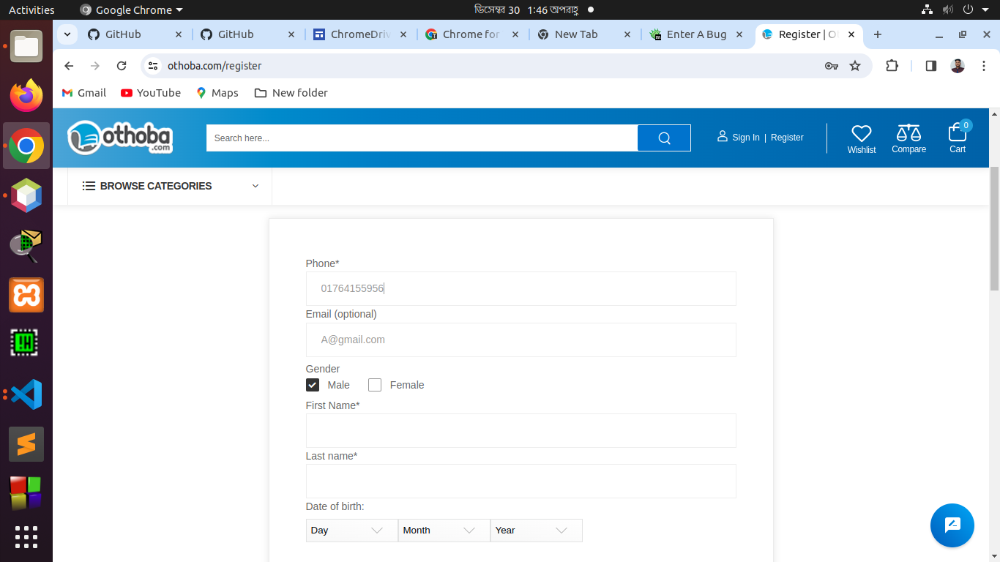 Activities Google Chrome ডিসেম্বর 30 1:46 অপরাহ্ণ
GitHub GitHub ChromeDriv Chrome for New Tab Enter A Bug Register | O
othoba.com/register
Gmail YouTube Maps New folder
othoba.com Search here... Sign In | Register Wishlist Compare 0 Cart
BROWSE CATEGORIES
Phone*
01764155956
Email (optional)
A@gmail.com
Gender
Male Female
First Name*
Last name*
Date of birth:
Day Month Year